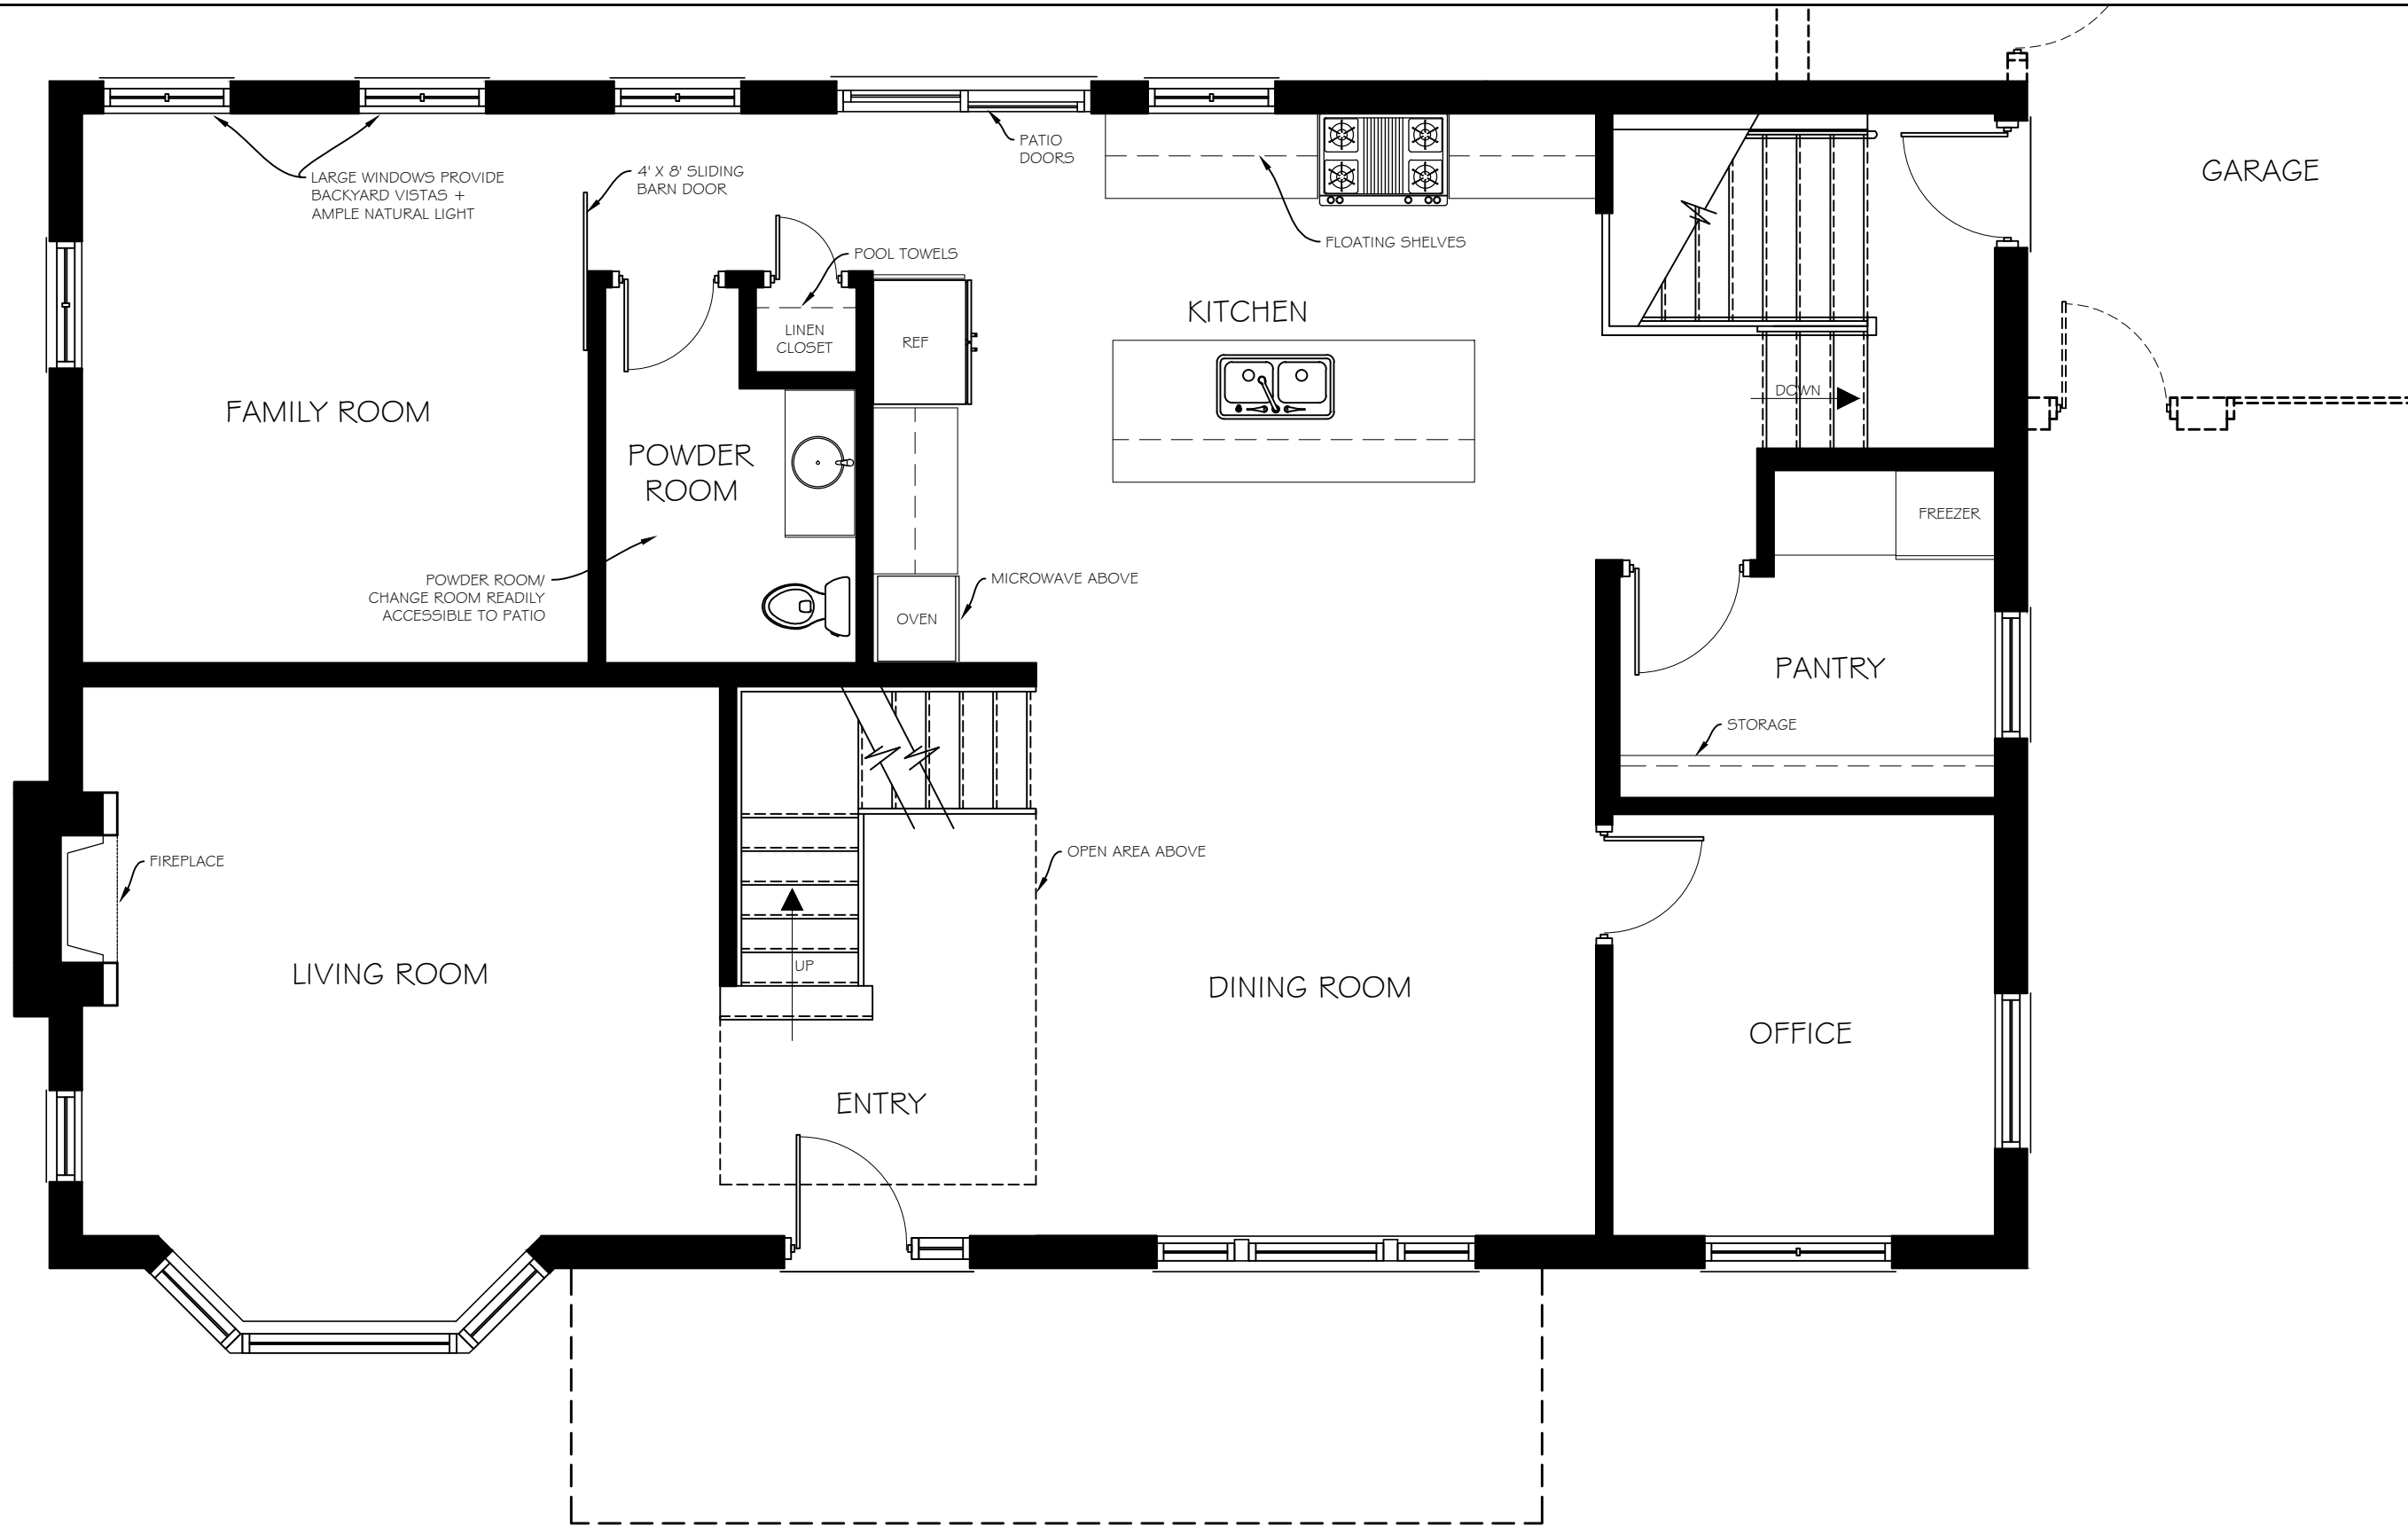 GARAGE
PATIO
DOORS
LARGE WINDOWS PROVIDE
BACKYARD VISTAS +
AMPLE NATURAL LIGHT
4' X 8' SLIDING
BARN DOOR
FLOATING SHELVES
POOL TOWELS
KITCHEN
LINEN
CLOSET
REF
DOWN
FAMILY ROOM
POWDER
ROOM
FREEZER
POWDER ROOM/
CHANGE ROOM READILY
ACCESSIBLE TO PATIO
MICROWAVE ABOVE
OVEN
PANTRY
STORAGE
OPEN AREA ABOVE
FIREPLACE
UP
LIVING ROOM
DINING ROOM
OFFICE
ENTRY